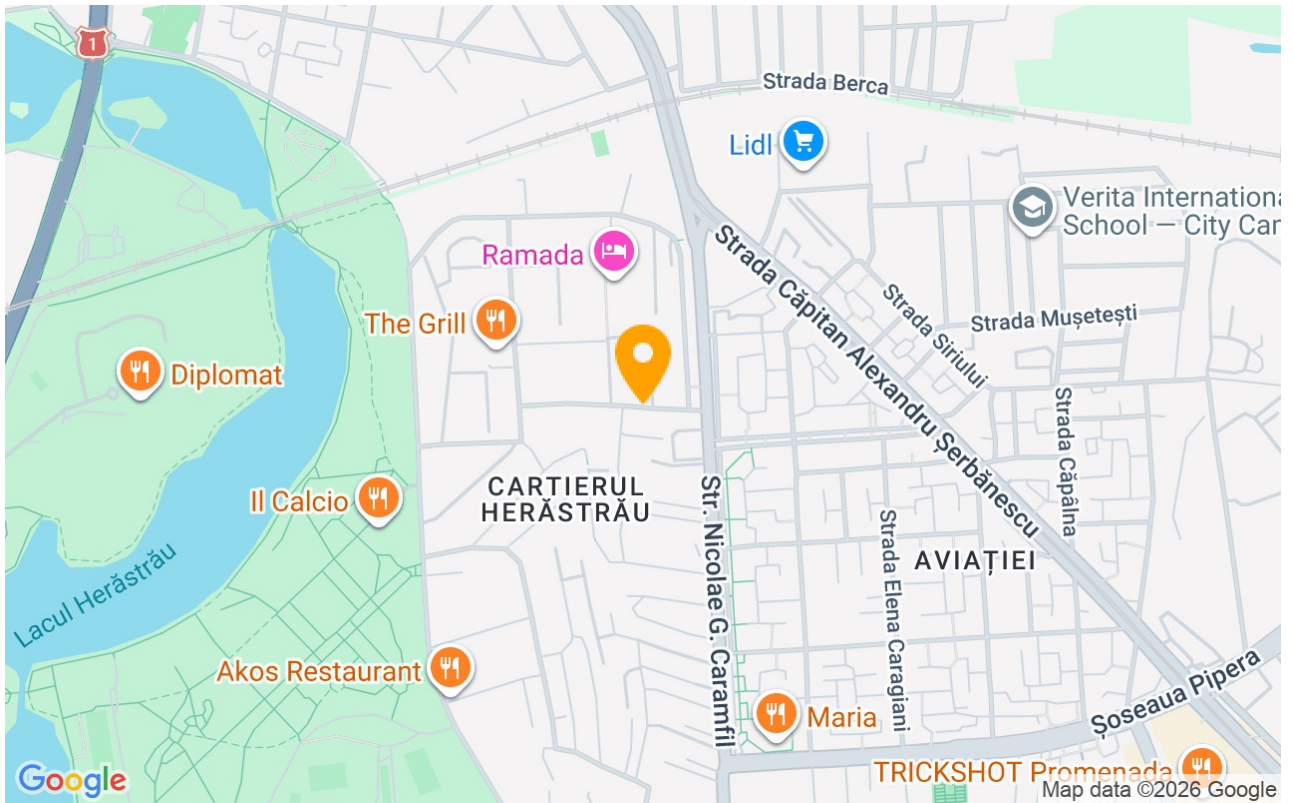 1
Strada Berca
Lidl
Verita Internationa
School — City Car
Ramada
Strada Căpitan Alexandru Șerbănescu
Strada Siriului
Strada Mușetești
The Grill
Diplomat
Strada Căpâlna
Il Calcio
CARTIERUL
HERĂSTRĂU
Str. Nicolae G. Caramfil
Strada Elena Caragiani
AVIAȚIEI
Lacul Herăstrău
Akos Restaurant
Maria
Șoseaua Pipera
TRICKSHOT Promenada
Google
Map data ©2026 Google